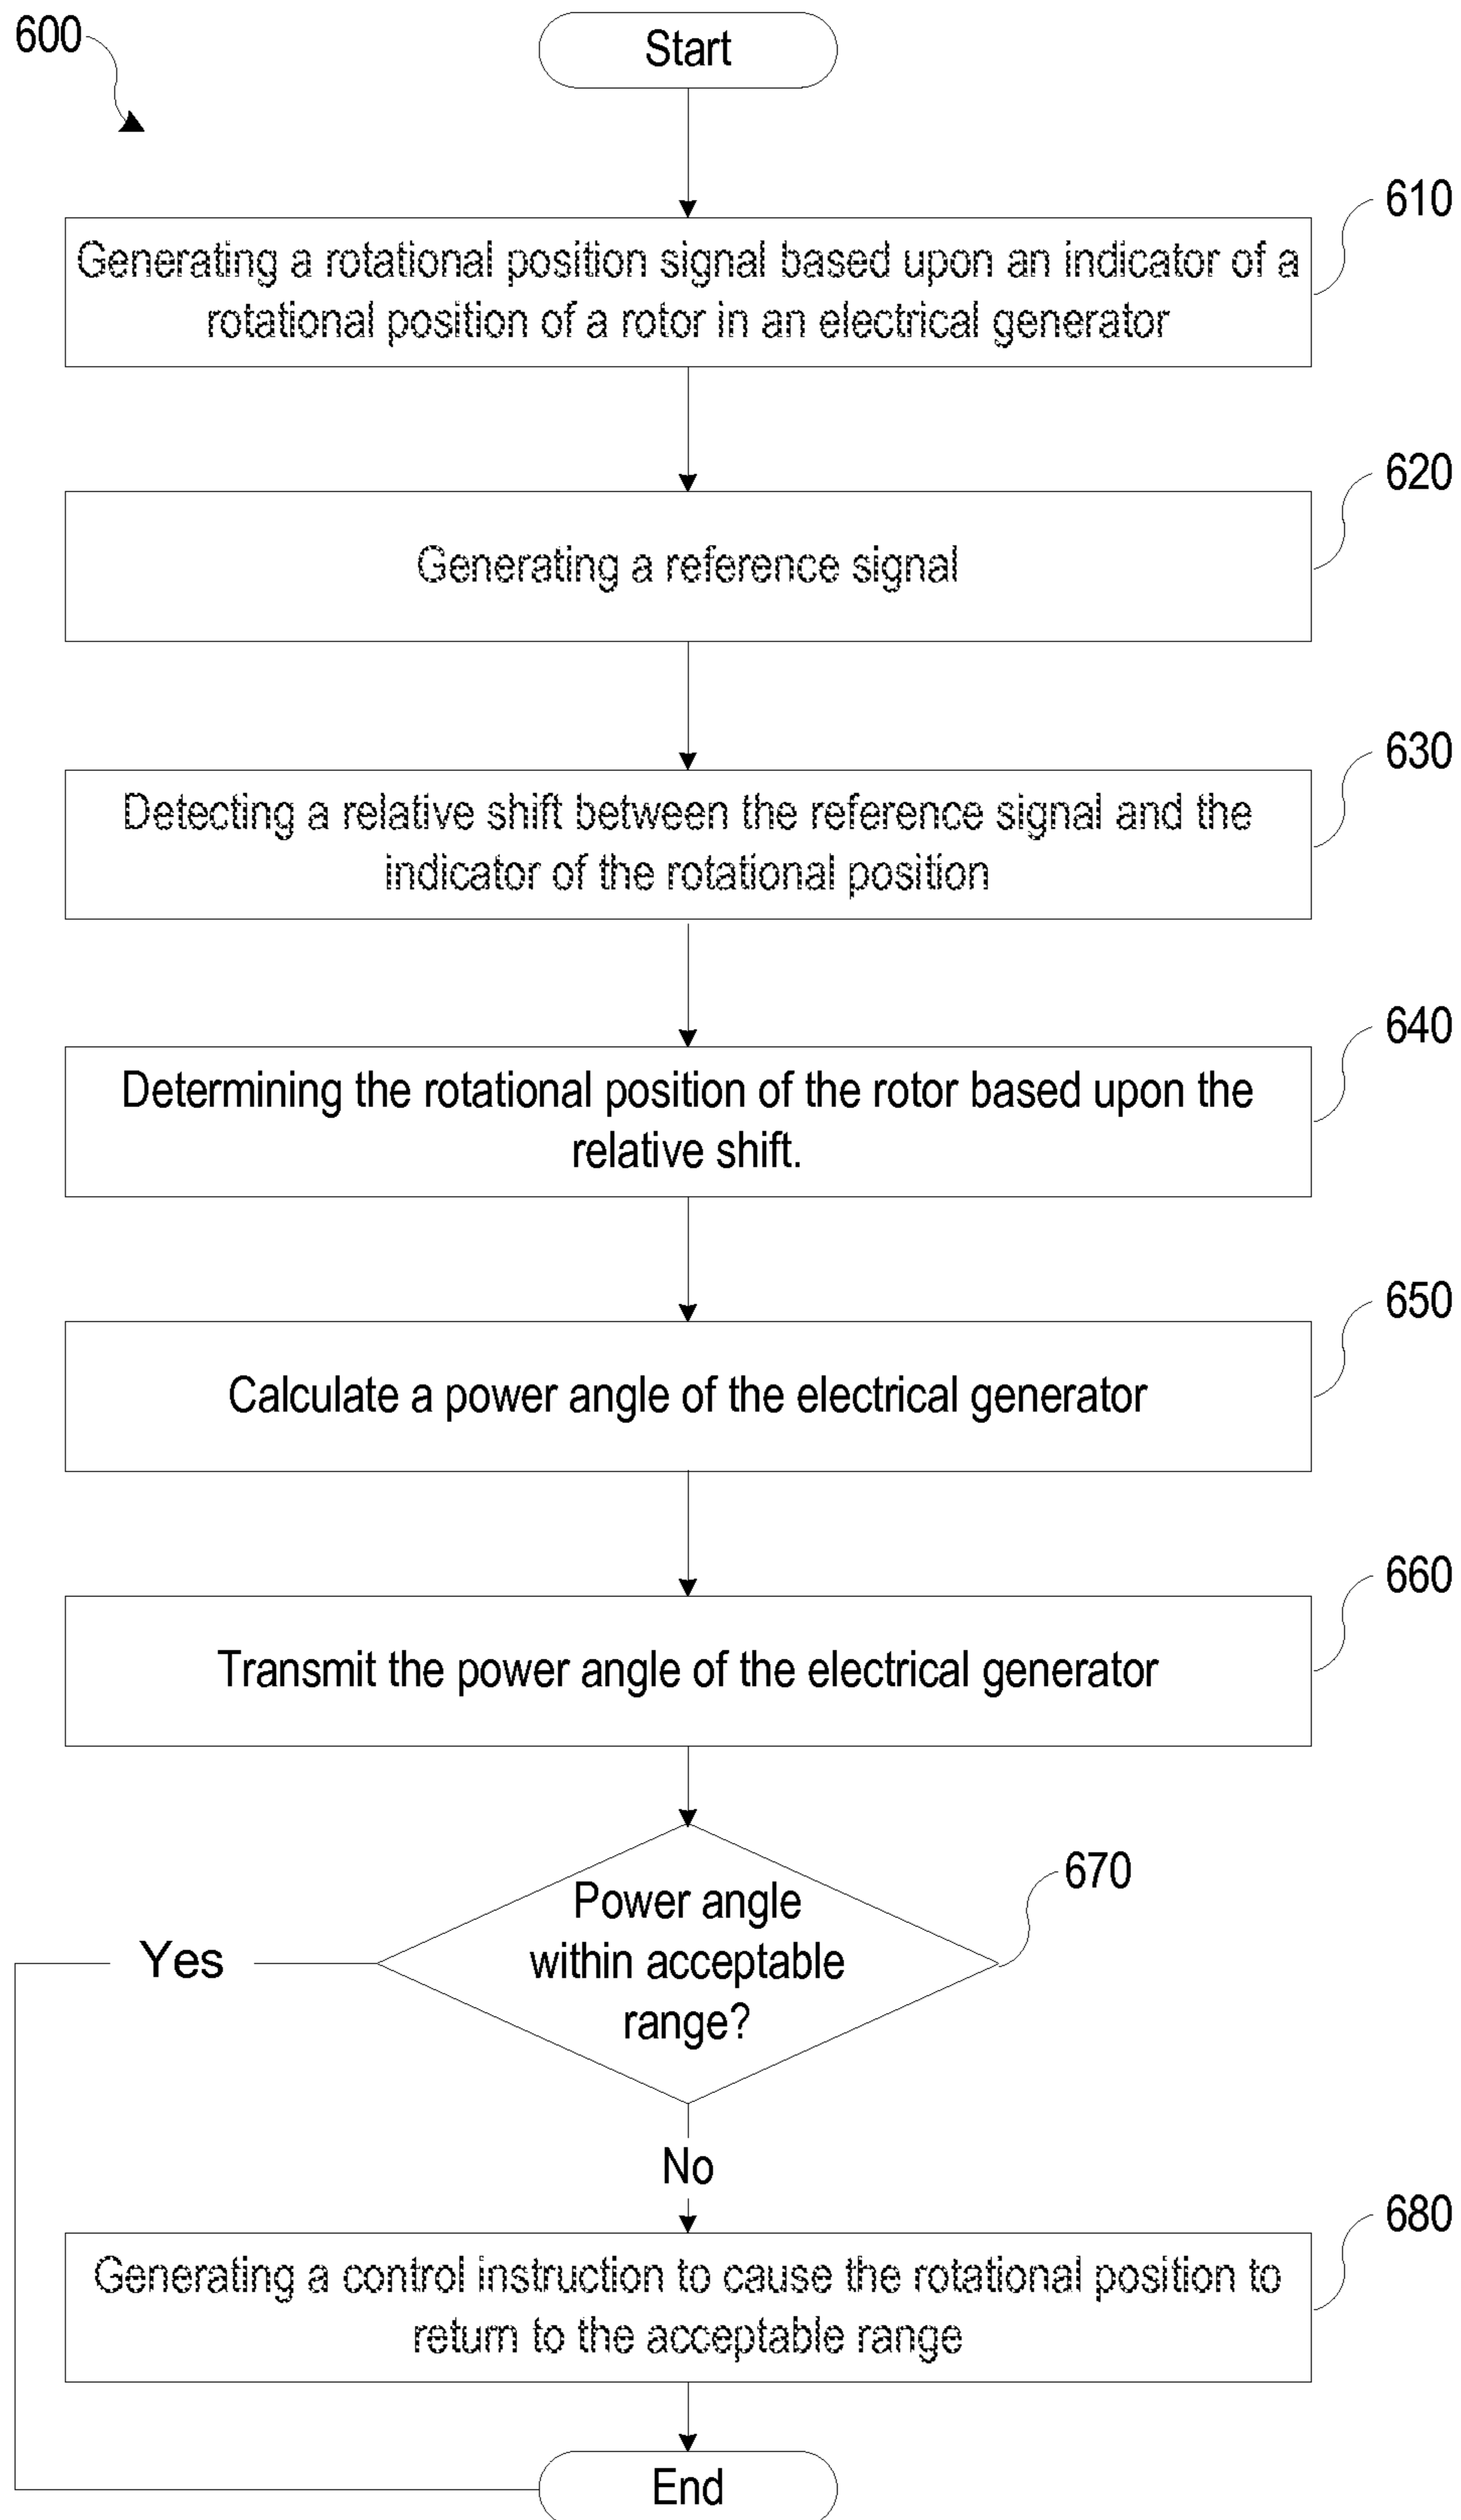 600
Start
610
Generating a rotational position signal based upon an indicator of a
rotational position of a rotor in an electrical generator
620
Generating a reference signal
630
Detecting a relative shift between the reference signal and the
indicator of the rotational position
640
Determining the rotational position of the rotor based upon the
relative shift.
650
Calculate a power angle of the electrical generator
660
Transmit the power angle of the electrical generator
670
Power angle
within acceptable
range?
Yes
No
680
Generating a control instruction to cause the rotational position to
return to the acceptable range
End